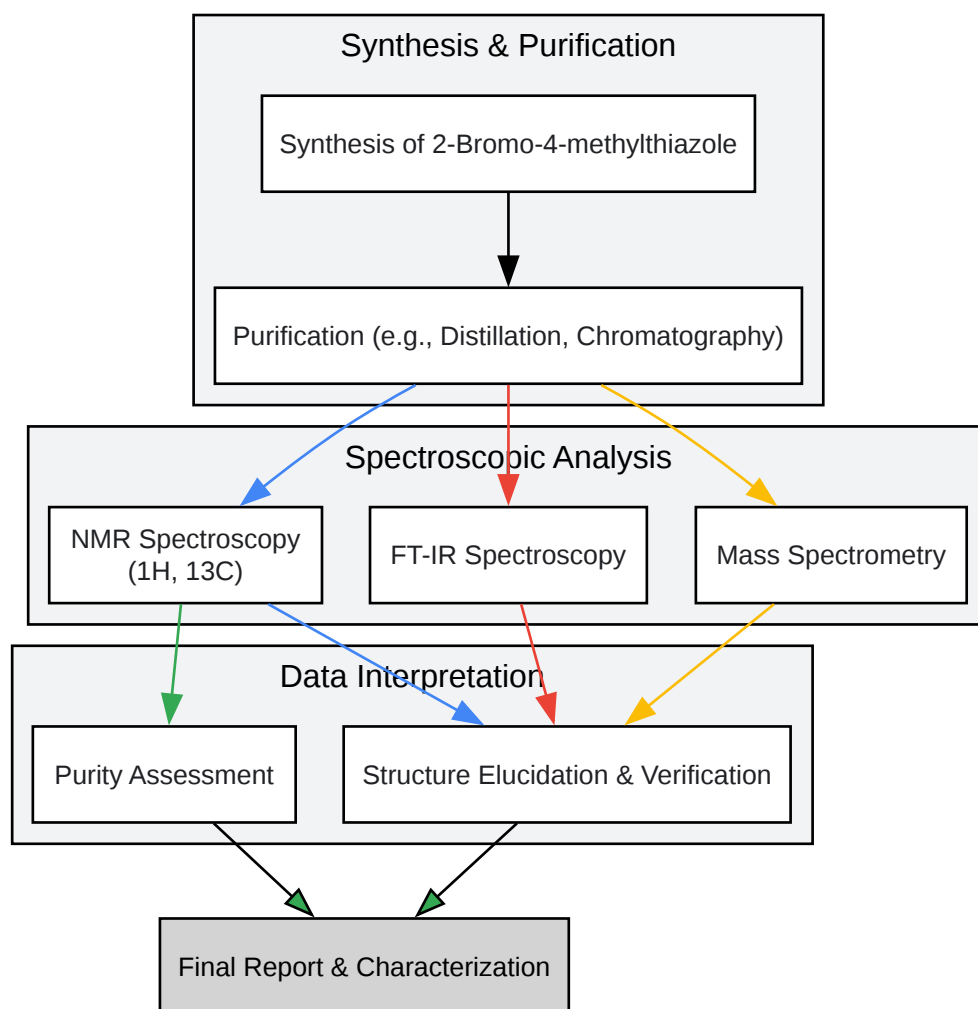 Synthesis & Purification
Synthesis of 2-Bromo-4-methylthiazole
Purification (e.g., Distillation, Chromatography)
Spectroscopic Analysis
NMR Spectroscopy
(1H, 13C)
FT-IR Spectroscopy
Mass Spectrometry
Data Interpretation
Purity Assessment
Structure Elucidation & Verification
Final Report & Characterization